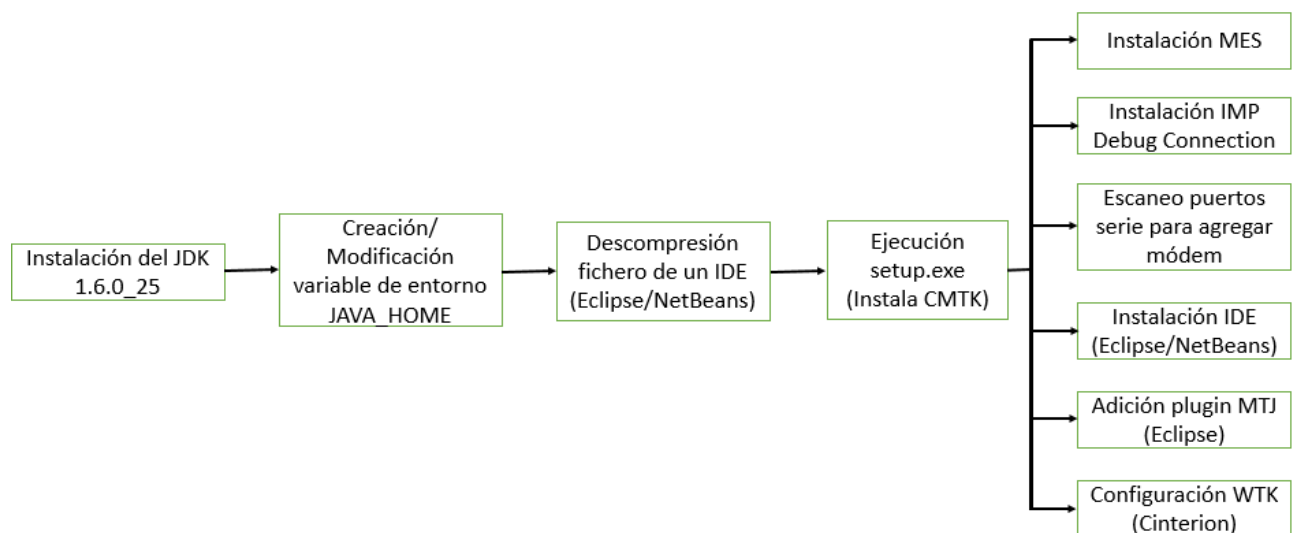 Instalación del JDK
1.6.0_25
Creación/
Modificación
variable de entorno
JAVA_HOME
Descompresión
fichero de un IDE
(Eclipse/NetBeans)
Ejecución
setup.exe
(Instala CMTK)
Instalación MES
Instalación IMP
Debug Connection
Escaneo puertos
serie para agregar
módem
Instalación IDE
(Eclipse/NetBeans)
Adición plugin MTJ
(Eclipse)
Configuración WTK
(Cinterion)